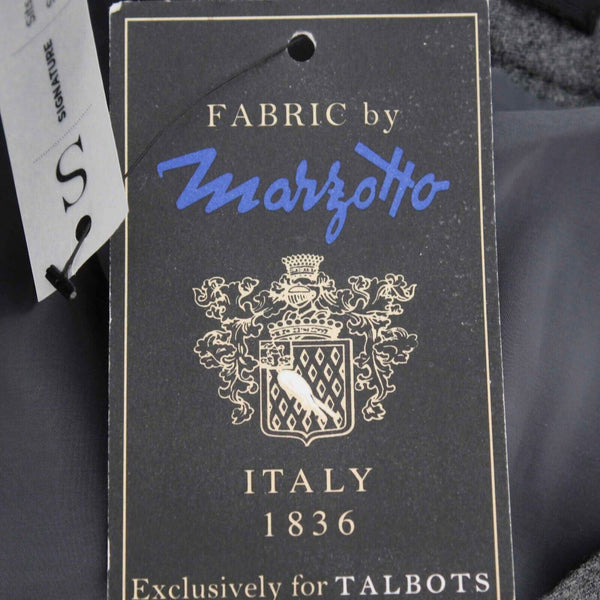 FABRIC by
Marzotto
ITALY
1836
Exclusively for TALBOTS
SIGNATURE
S